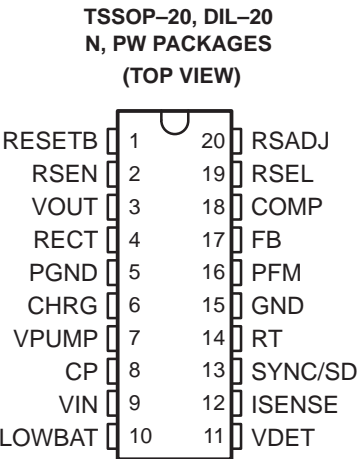 TSSOP–20, DIL–20
N, PW PACKAGES
(TOP VIEW)
RESETB 1 20 RSADJ
RSEN 2 19 RSEL
VOUT 3 18 COMP
RECT 4 17 FB
PGND 5 16 PFM
CHRG 6 15 GND
VPUMP 7 14 RT
CP 8 13 SYNC/SD
VIN 9 12 ISENSE
LOWBAT 10 11 VDET